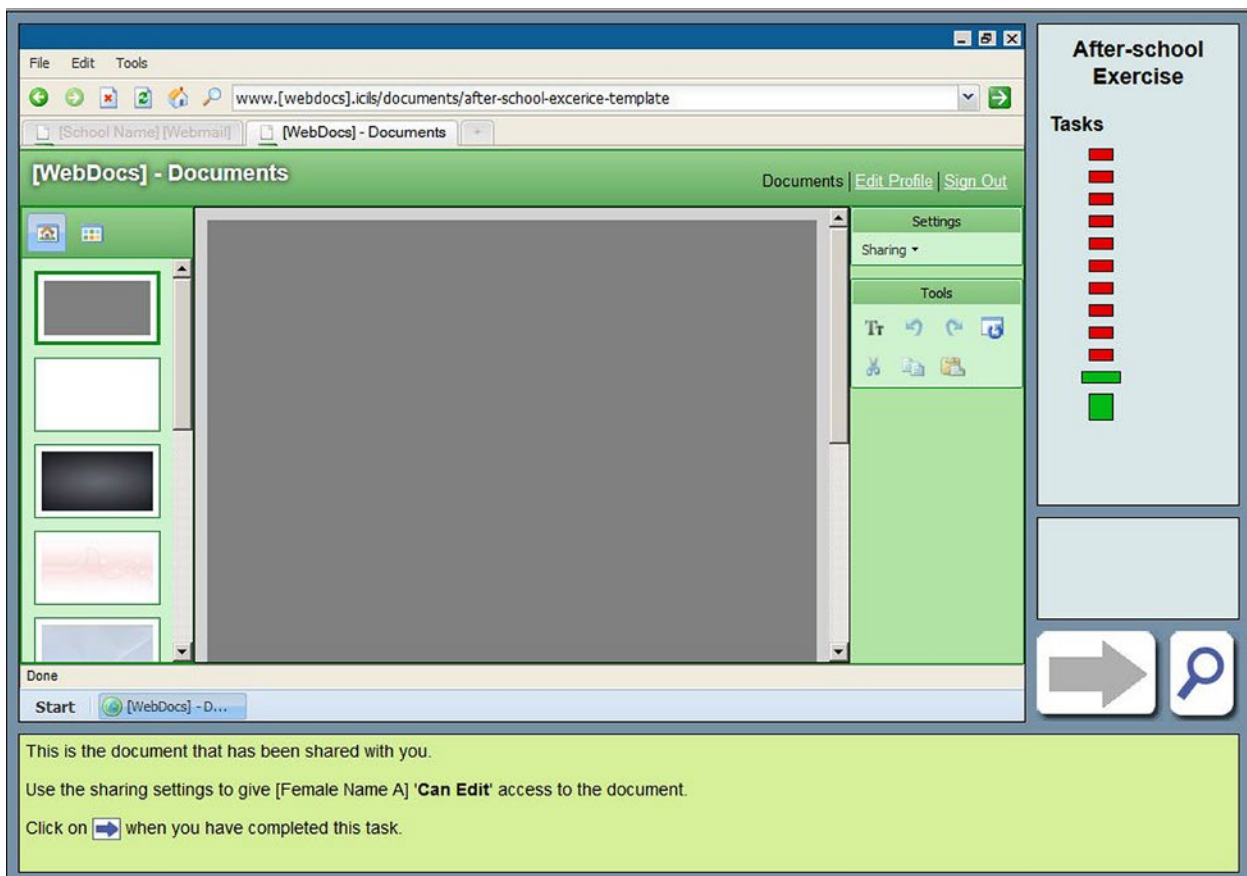 File Edit Tools
www.[webdocs].icils/documents/after-school-excerice-template
[School Name] [Webmail] [WebDocs] - Documents +
[WebDocs] - Documents
Documents | Edit Profile | Sign Out
Settings
Sharing
Tools
Tt
Done
Start [WebDocs] - D...
After-school
Exercise
Tasks
This is the document that has been shared with you.
Use the sharing settings to give [Female Name A] 'Can Edit' access to the document.
Click on when you have completed this task.